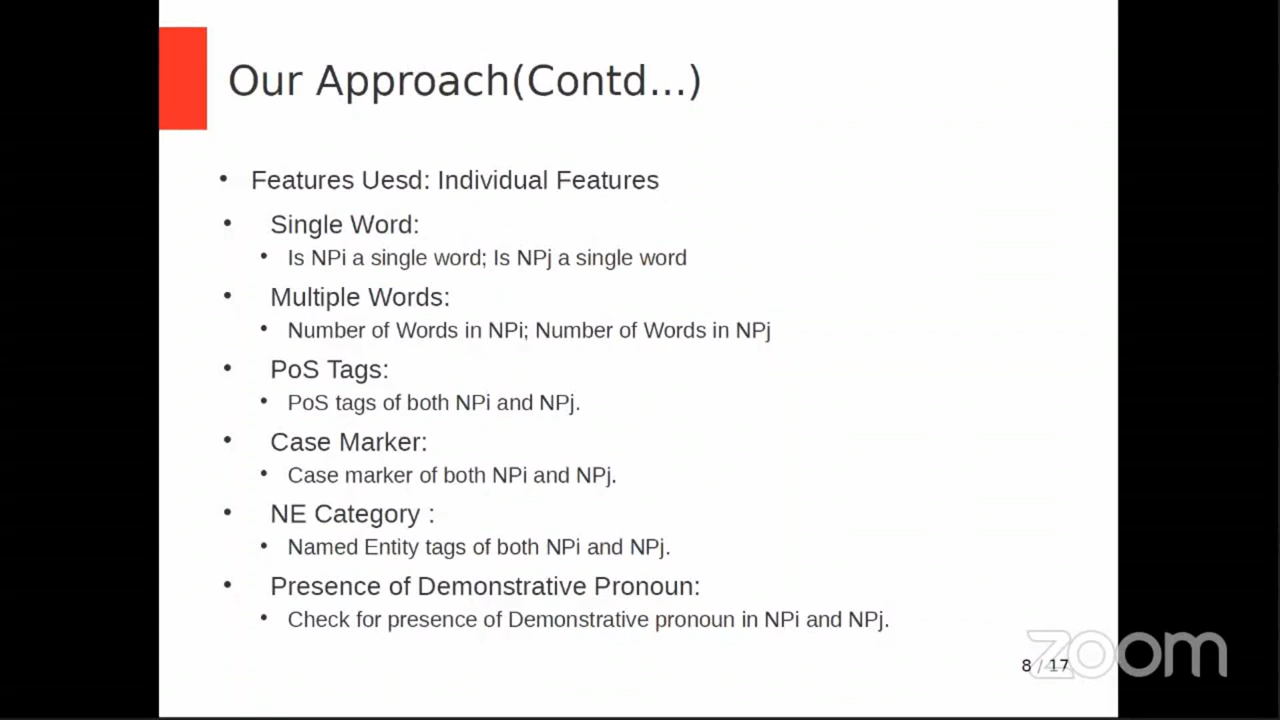 Our Approach(Contd...)
• Features Uesd: Individual Features
• Single Word:
• Is NPi a single word; Is NPj a single word
• Multiple Words:
• Number of Words in NPi; Number of Words in NPj
• PoS Tags:
• PoS tags of both NPi and NPj.
• Case Marker:
• Case marker of both NPi and NPj.
• NE Category :
• Named Entity tags of both NPi and NPj.
• Presence of Demonstrative Pronoun:
• Check for presence of Demonstrative pronoun in NPi and NPj.
8 / 17
zoom